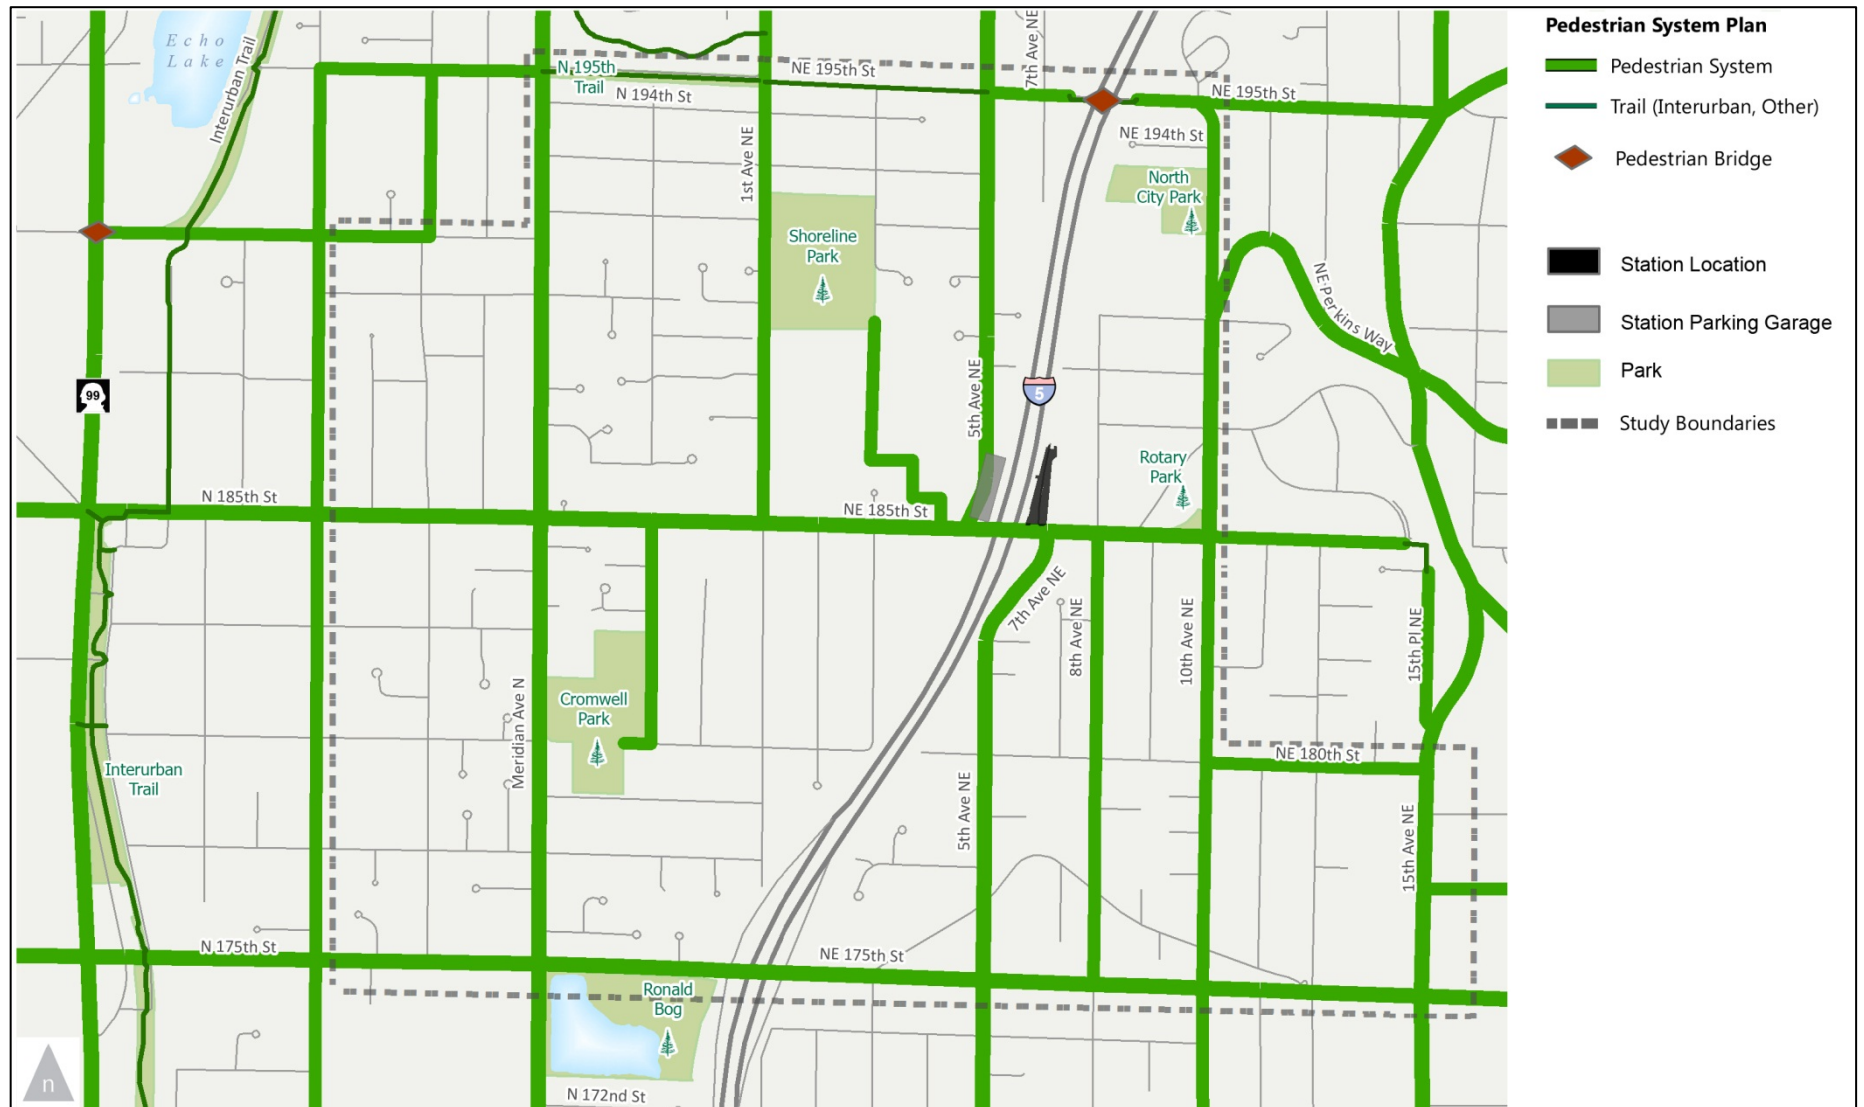 Pedestrian System Plan
Pedestrian System
Trail (Interurban, Other)
Pedestrian Bridge
Station Location
Station Parking Garage
Park
Study Boundaries
Echo
Lake
Interurban Trail
N 195th
Trail
NE 195th St
7th Ave NE
NE 195th St
N 194th St
NE 194th St
1st Ave NE
North
City Park
Shoreline
Park
NE Perkins Way
99
5
5th Ave NE
Rotary
Park
N 185th St
NE 185th St
7th Ave NE
8th Ave NE
10th Ave NE
15th Pl NE
Meridian Ave N
Cromwell
Park
Interurban
Trail
NE 180th St
5th Ave NE
15th Ave NE
N 175th St
NE 175th St
Ronald
Bog
N 172nd St
n